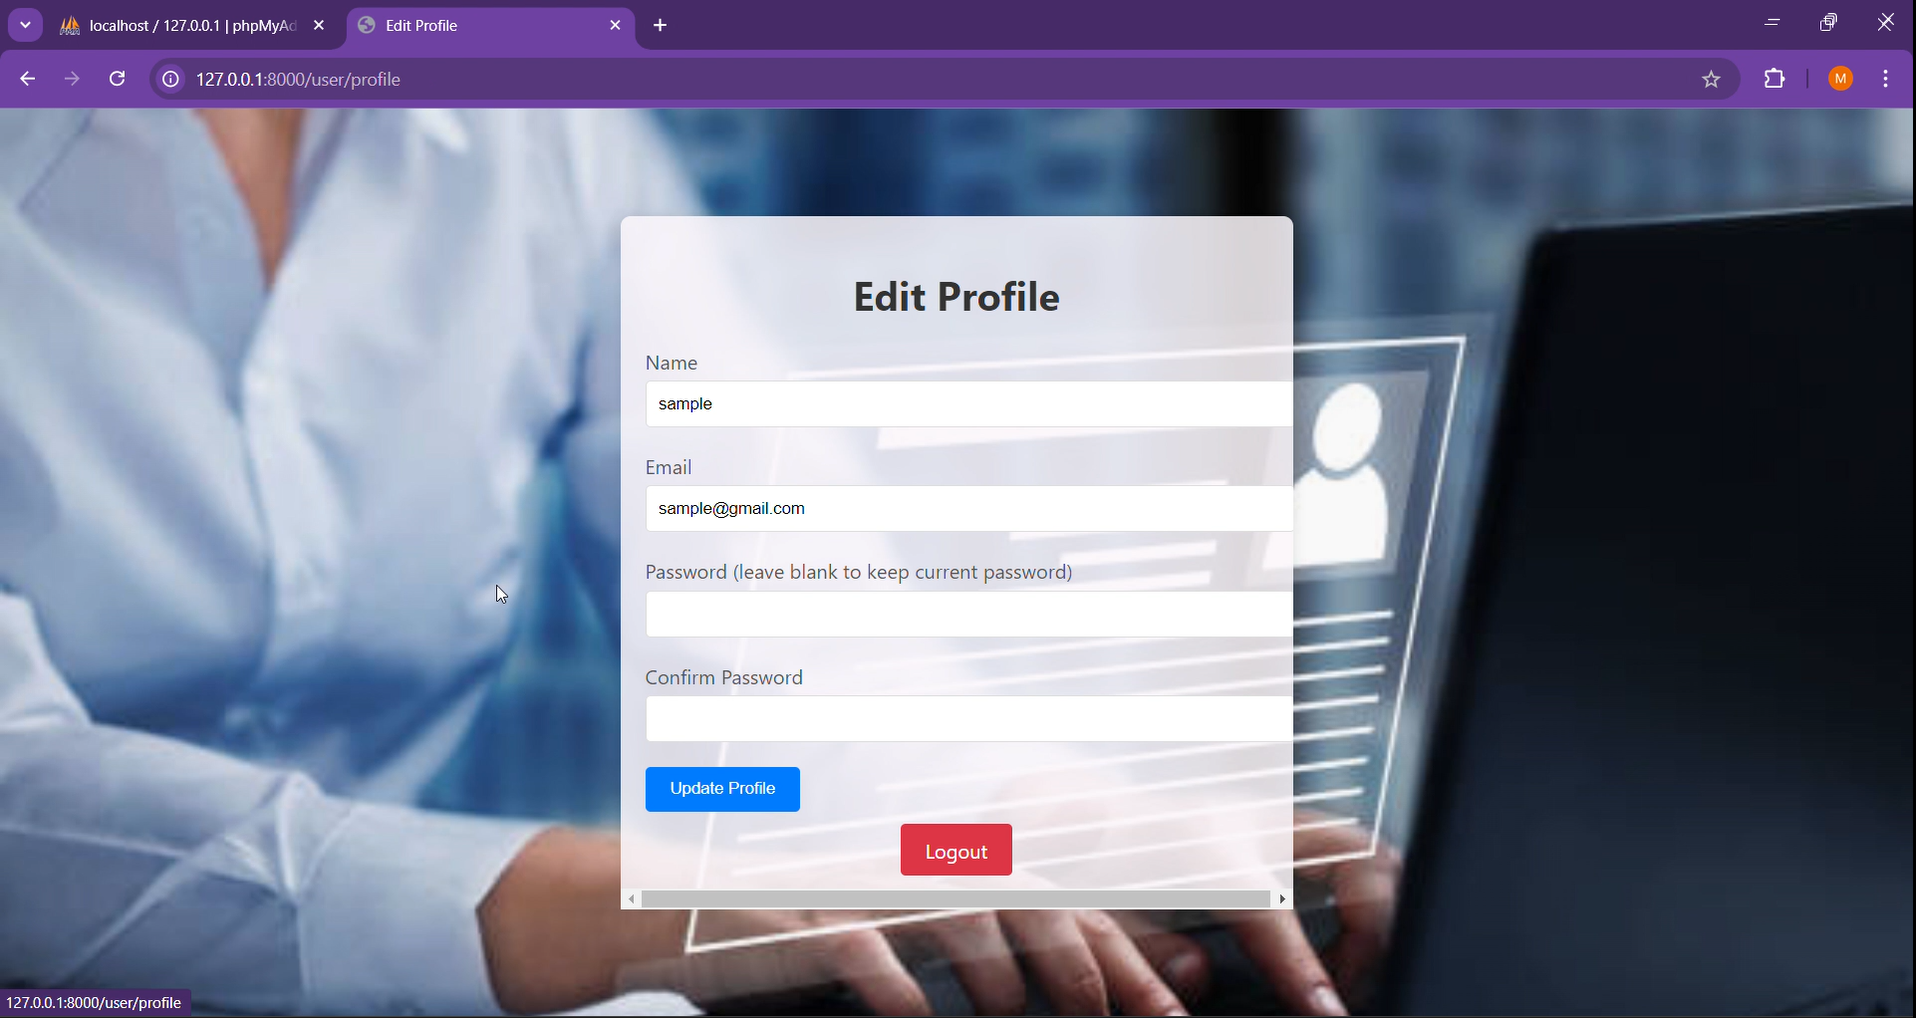 localhost / 127.0.0.1 | phpMyAd
Edit Profile
127.0.0.1:8000/user/profile
M
Edit Profile
Name
sample
Email
sample@gmail.com
Password (leave blank to keep current password)
Confirm Password
Update Profile
Logout
127.0.0.1:8000/user/profile